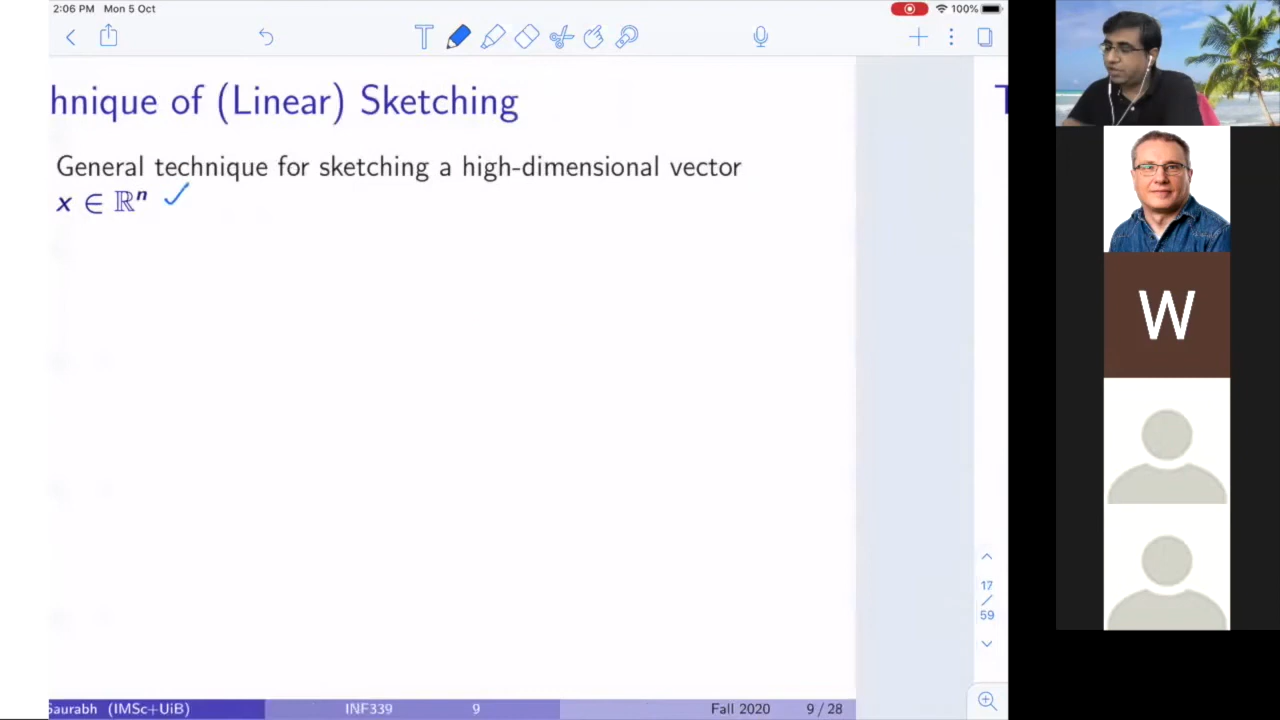 2:06 PM Mon 5 Oct
100%
T
hnique of (Linear) Sketching
General technique for sketching a high-dimensional vector
x ∈ ℝⁿ ✓
W
17
/
59
Saurabh (IMSc+UiB) INF339 9 Fall 2020 9 / 28